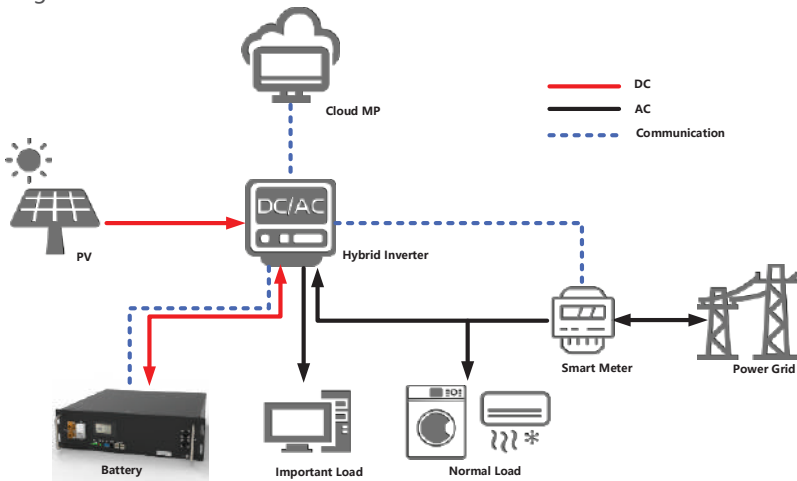 Cloud MP
DC
AC
Communication
DC/AC
PV
Hybrid Inverter
Smart Meter
Power Grid
Battery
Important Load
Normal Load